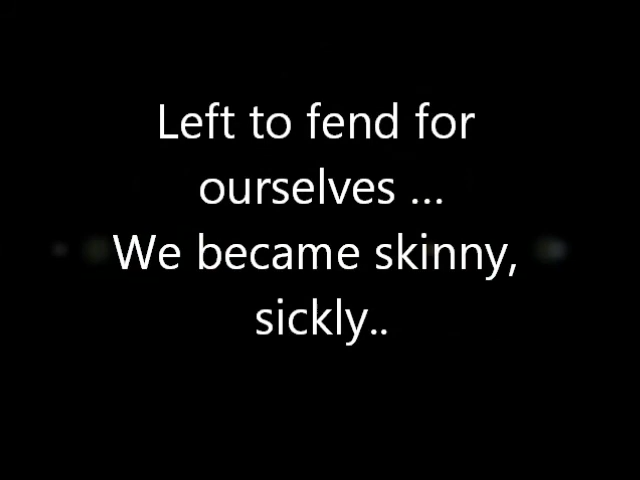 Left to fend for
ourselves ...
We became skinny,
sickly..